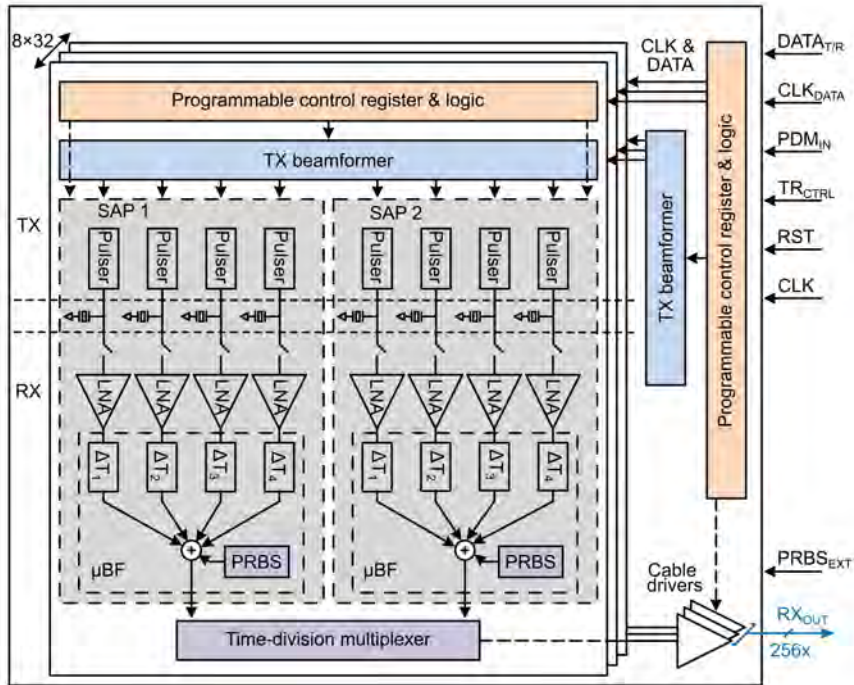 8×32
CLK &
DATA
DATA_T/R
CLK_DATA
PDM_IN
TR_CTRL
RST
CLK
Programmable control register & logic
TX beamformer
SAP 1
SAP 2
TX
Pulser
Pulser
Pulser
Pulser
Pulser
Pulser
Pulser
Pulser
TX beamformer
Programmable control register & logic
RX
LNA
LNA
LNA
LNA
LNA
LNA
LNA
LNA
ΔT₁
ΔT₂
ΔT₃
ΔT₄
ΔT₁
ΔT₂
ΔT₃
ΔT₄
µBF
PRBS
µBF
PRBS
Cable
drivers
PRBS_EXT
Time-division multiplexer
RX_OUT
256x